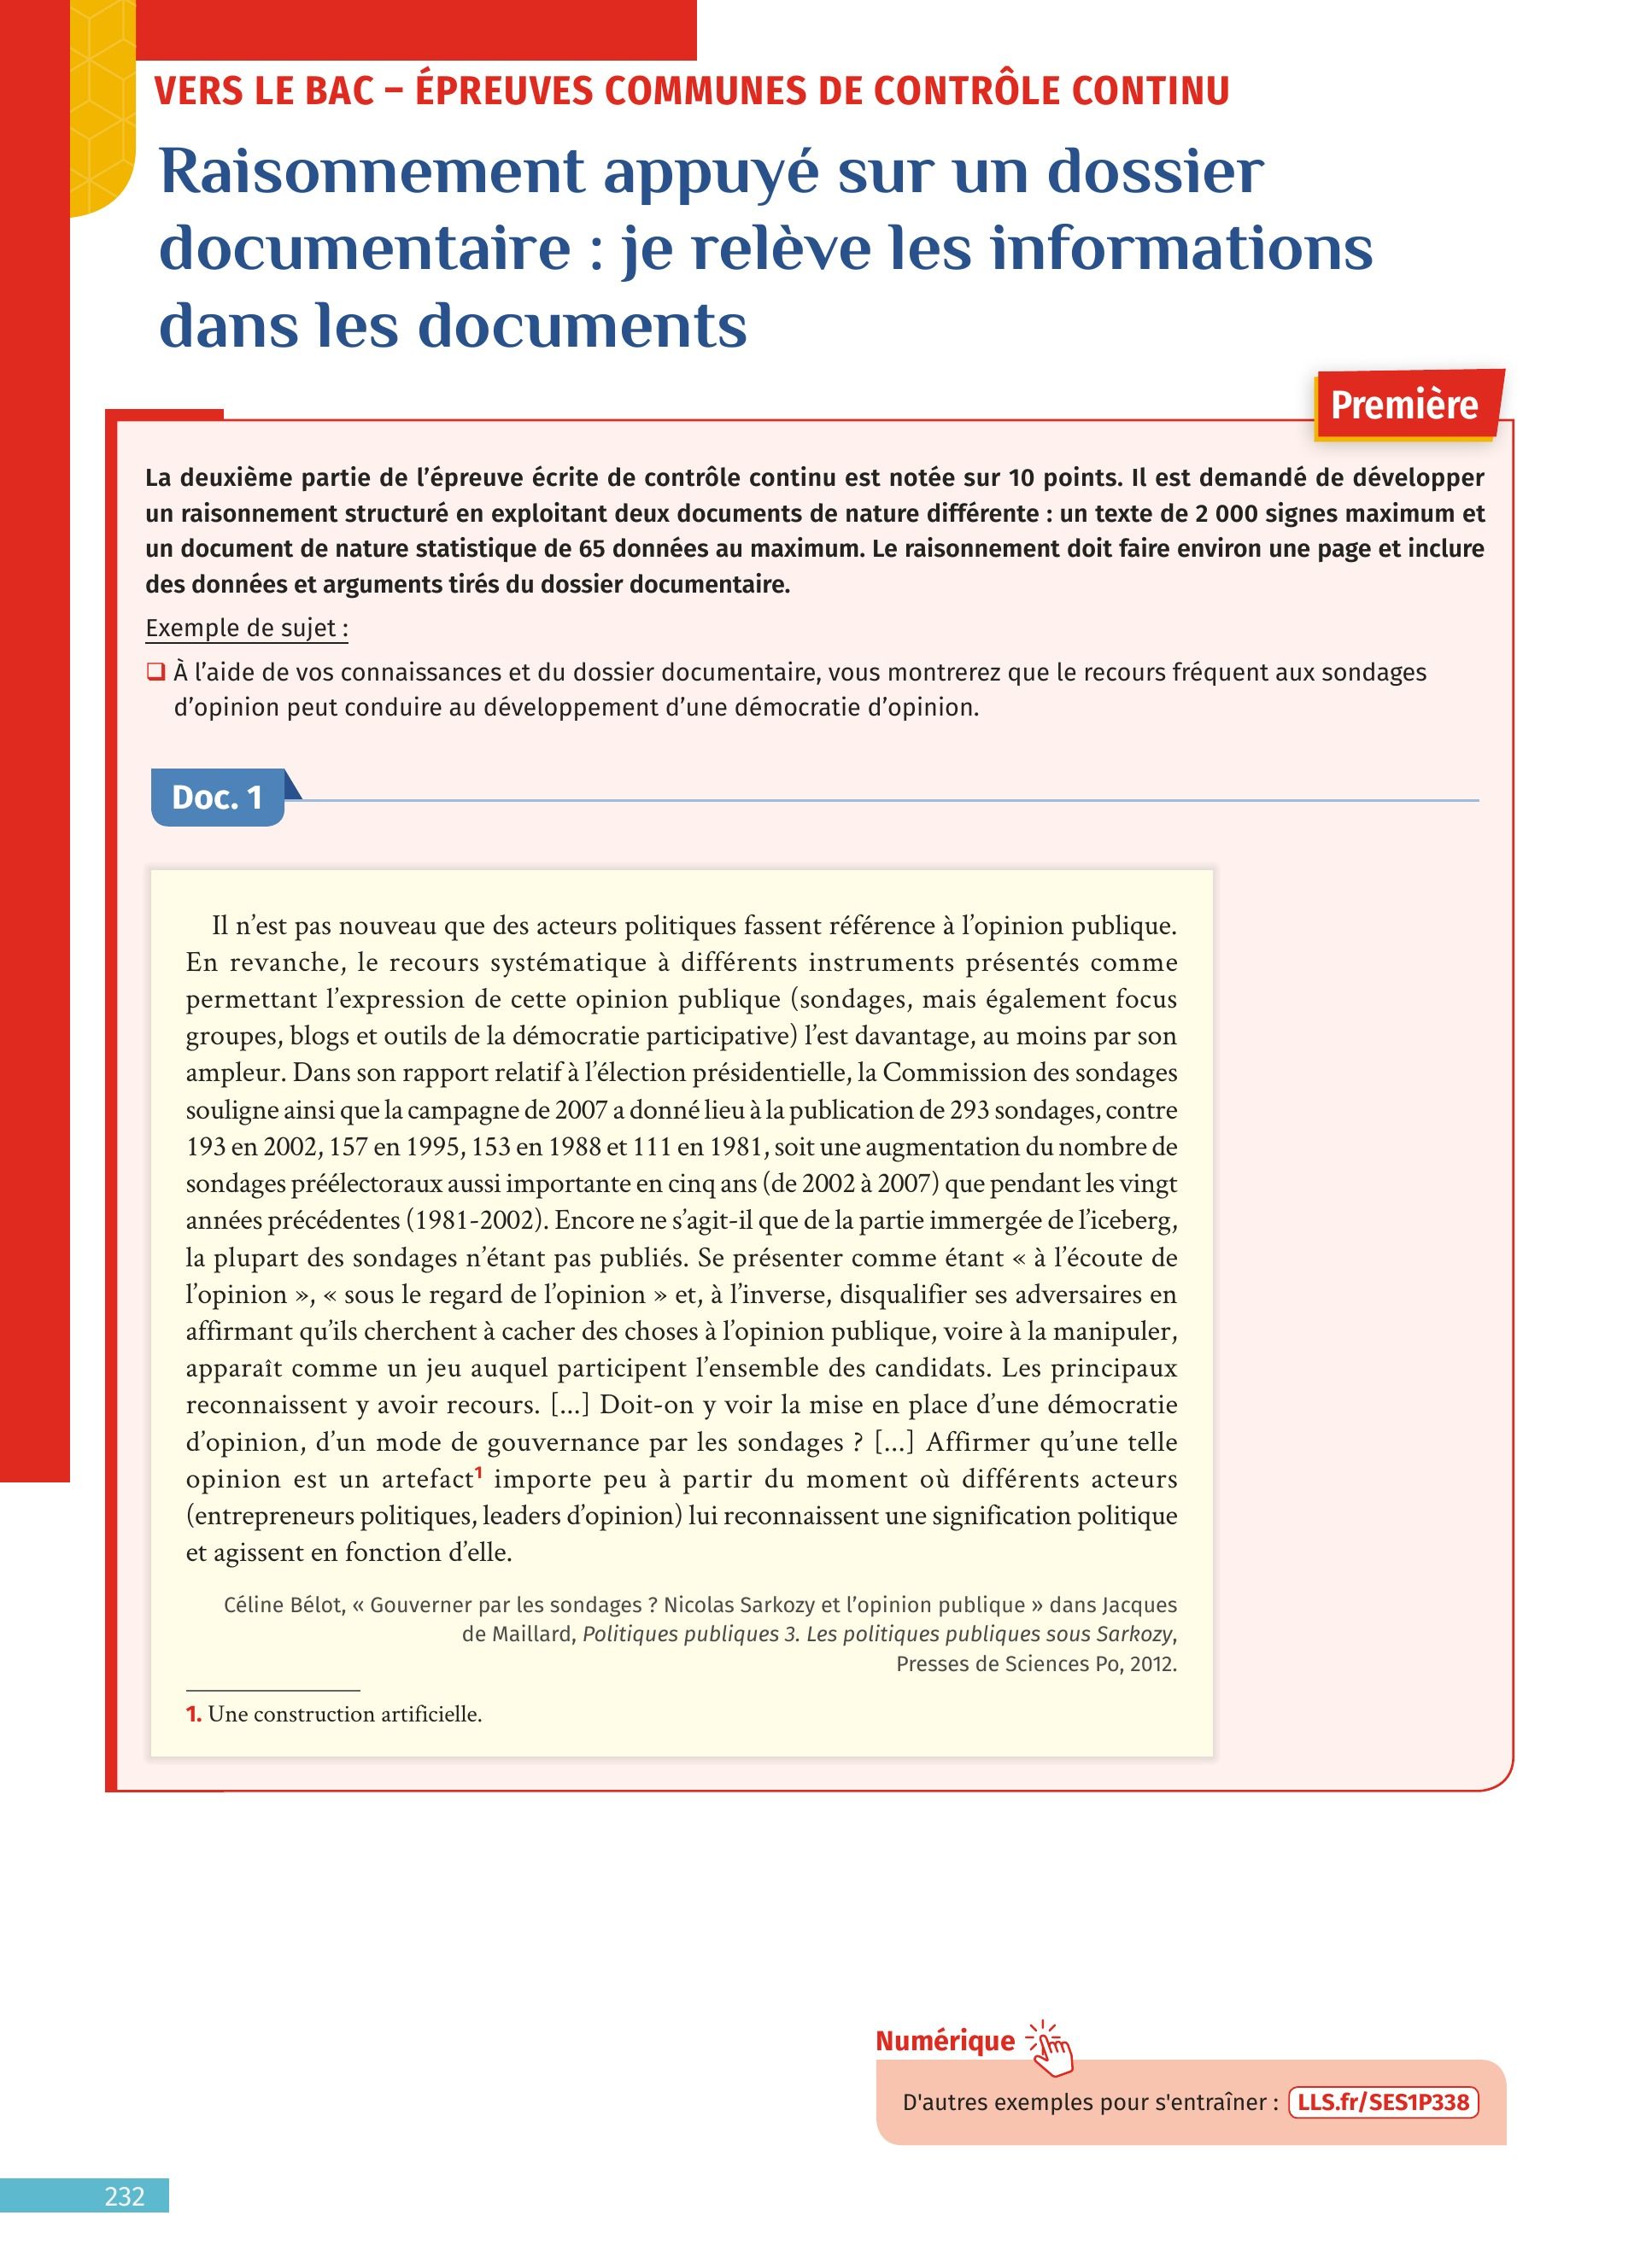 VERS LE BAC – ÉPREUVES COMMUNES DE CONTRÔLE CONTINU
Raisonnement appuyé sur un dossier
documentaire : je relève les informations
dans les documents
Première
La deuxième partie de l’épreuve écrite de contrôle continu est notée sur 10 points. Il est demandé de développer
un raisonnement structuré en exploitant deux documents de nature différente : un texte de 2 000 signes maximum et
un document de nature statistique de 65 données au maximum. Le raisonnement doit faire environ une page et inclure
des données et arguments tirés du dossier documentaire.
Exemple de sujet :
❑ À l’aide de vos connaissances et du dossier documentaire, vous montrerez que le recours fréquent aux sondages
d’opinion peut conduire au développement d’une démocratie d’opinion.
Doc. 1
Il n’est pas nouveau que des acteurs politiques fassent référence à l’opinion publique.
En revanche, le recours systématique à différents instruments présentés comme
permettant l’expression de cette opinion publique (sondages, mais également focus
groupes, blogs et outils de la démocratie participative) l’est davantage, au moins par son
ampleur. Dans son rapport relatif à l’élection présidentielle, la Commission des sondages
souligne ainsi que la campagne de 2007 a donné lieu à la publication de 293 sondages, contre
193 en 2002, 157 en 1995, 153 en 1988 et 111 en 1981, soit une augmentation du nombre de
sondages préélectoraux aussi importante en cinq ans (de 2002 à 2007) que pendant les vingt
années précédentes (1981-2002). Encore ne s’agit-il que de la partie immergée de l’iceberg,
la plupart des sondages n’étant pas publiés. Se présenter comme étant « à l’écoute de
l’opinion », « sous le regard de l’opinion » et, à l’inverse, disqualifier ses adversaires en
affirmant qu’ils cherchent à cacher des choses à l’opinion publique, voire à la manipuler,
apparaît comme un jeu auquel participent l’ensemble des candidats. Les principaux
reconnaissent y avoir recours. [...] Doit-on y voir la mise en place d’une démocratie
d’opinion, d’un mode de gouvernance par les sondages ? [...] Affirmer qu’une telle
opinion est un artefact1 importe peu à partir du moment où différents acteurs
(entrepreneurs politiques, leaders d’opinion) lui reconnaissent une signification politique
et agissent en fonction d’elle.
Céline Bélot, « Gouverner par les sondages ? Nicolas Sarkozy et l’opinion publique » dans Jacques
de Maillard, Politiques publiques 3. Les politiques publiques sous Sarkozy,
Presses de Sciences Po, 2012.
1. Une construction artificielle.
Numérique
D'autres exemples pour s'entraîner : LLS.fr/SES1P338
232